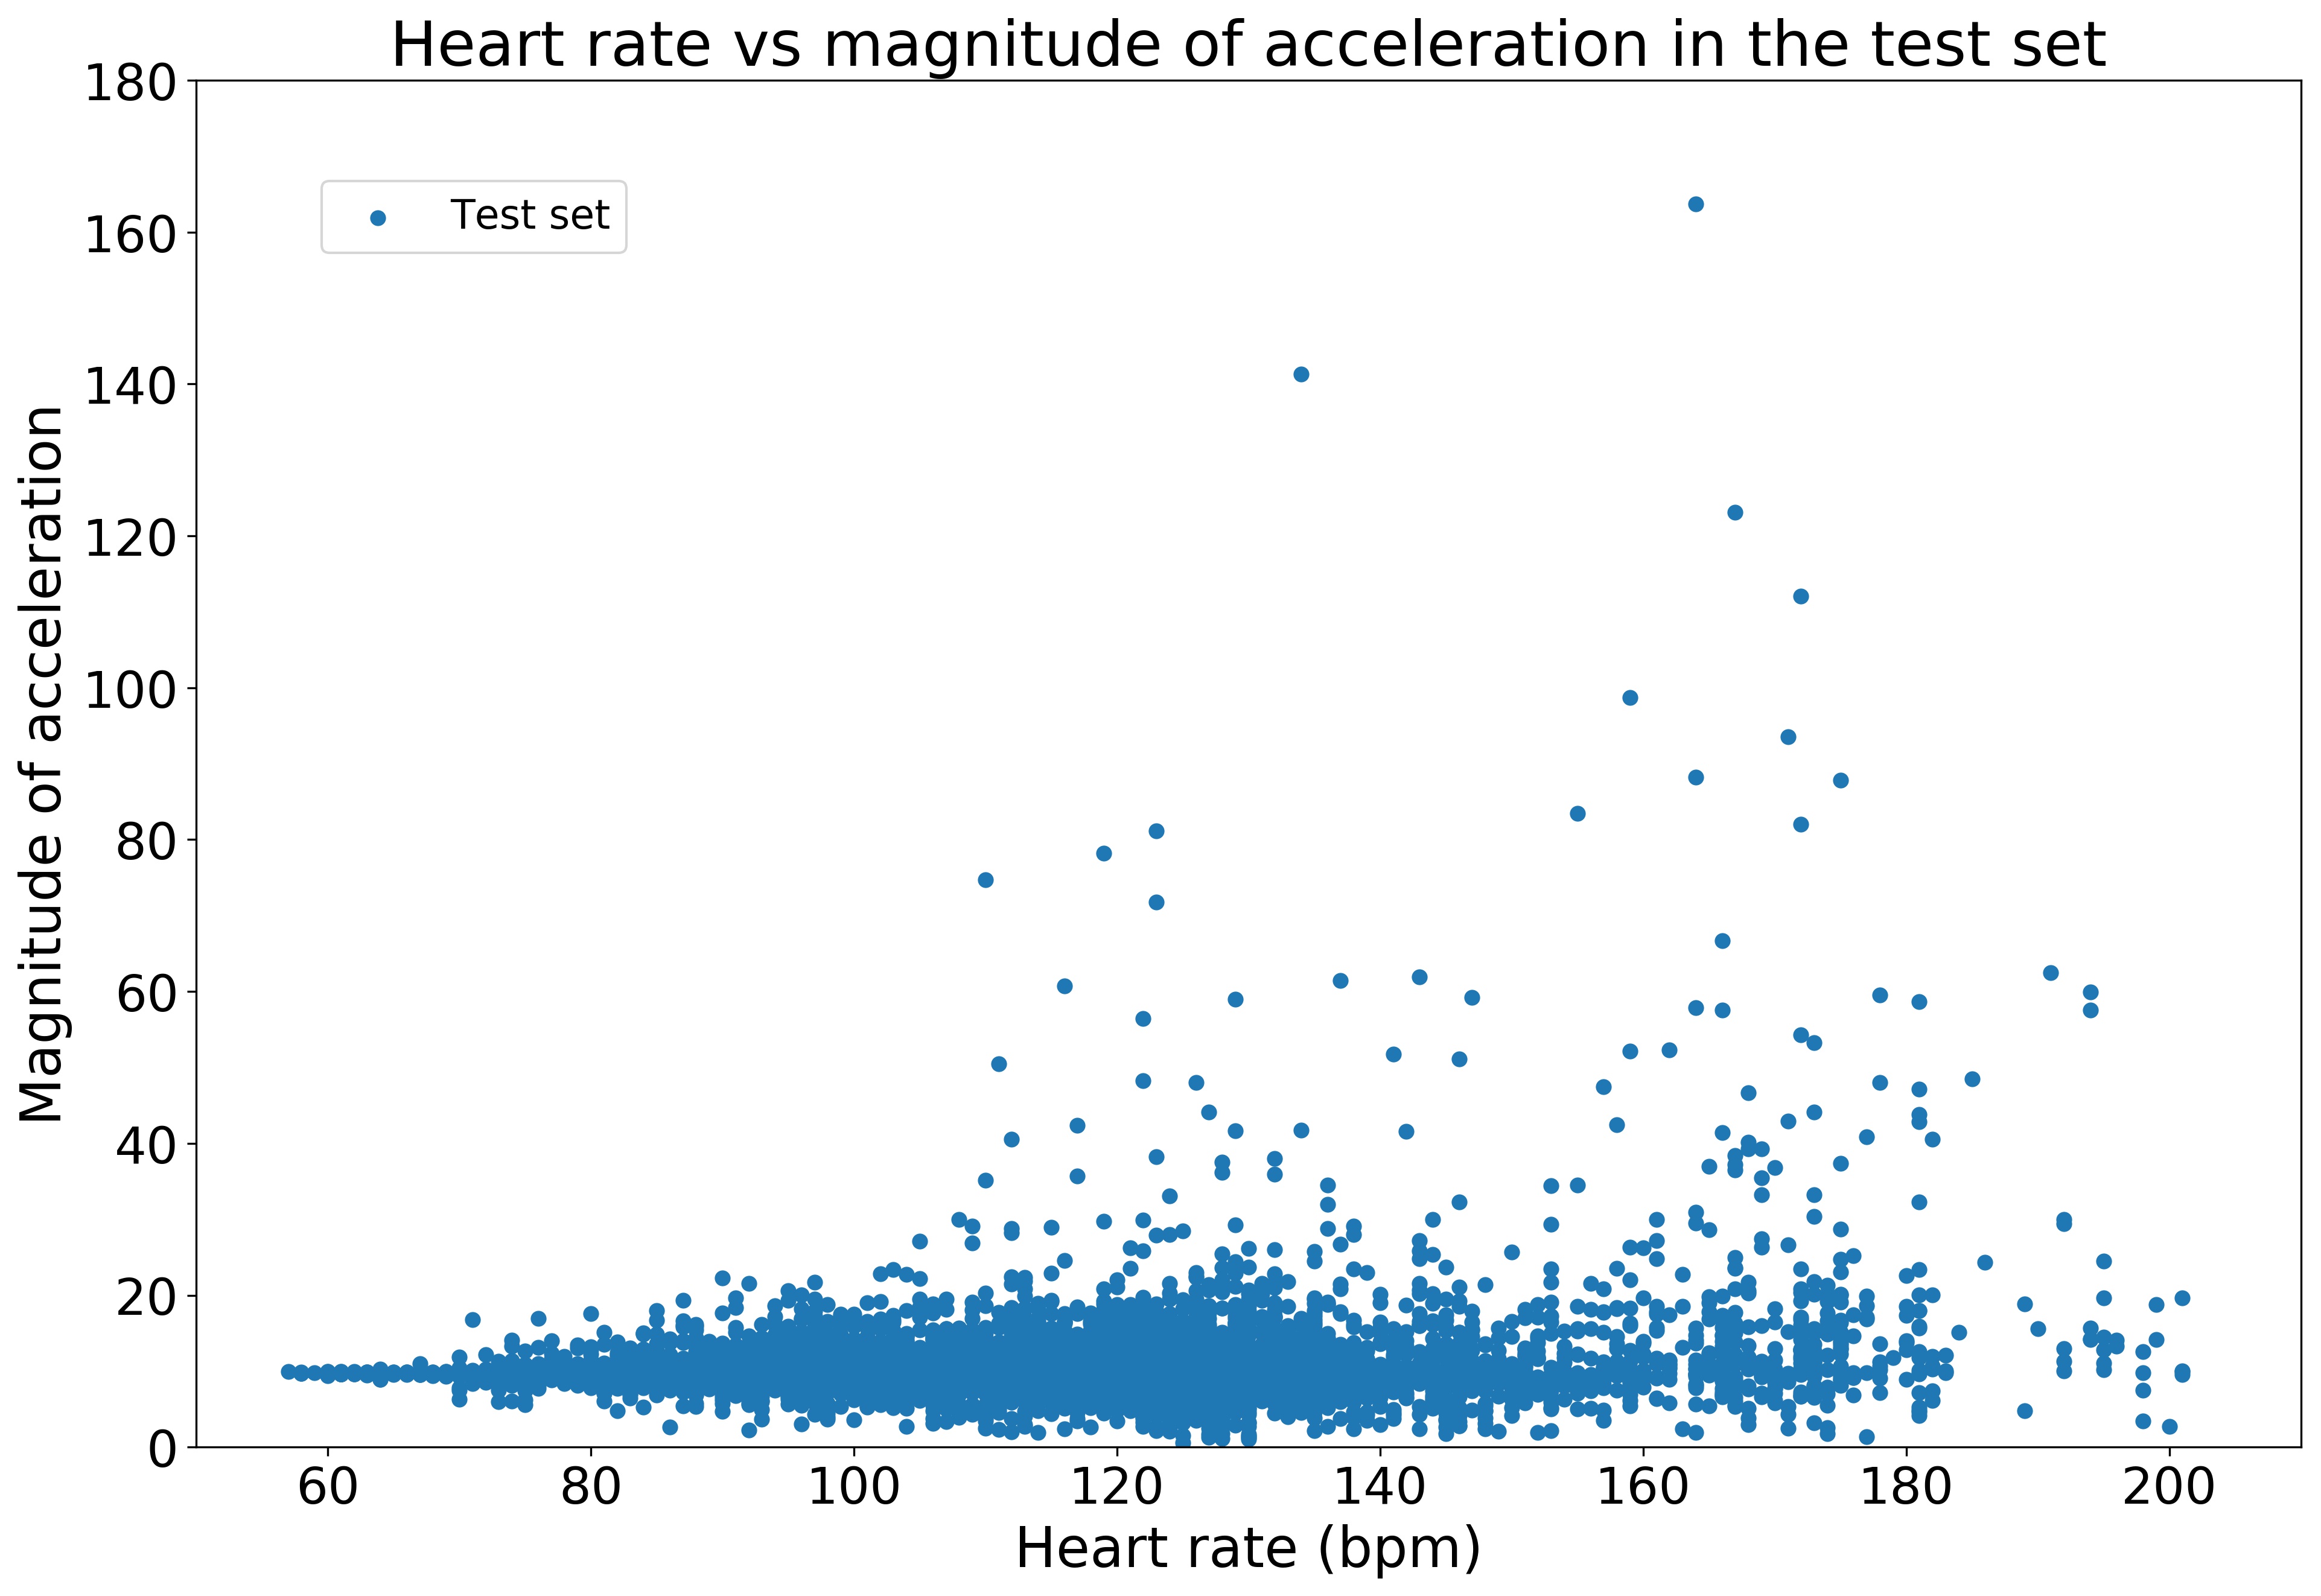 Heart rate vs magnitude of acceleration in the test set
180
160
140
120
100
80
60
40
20
0
Magnitude of acceleration
Test set
60 80 100 120 140 160 180 200
Heart rate (bpm)